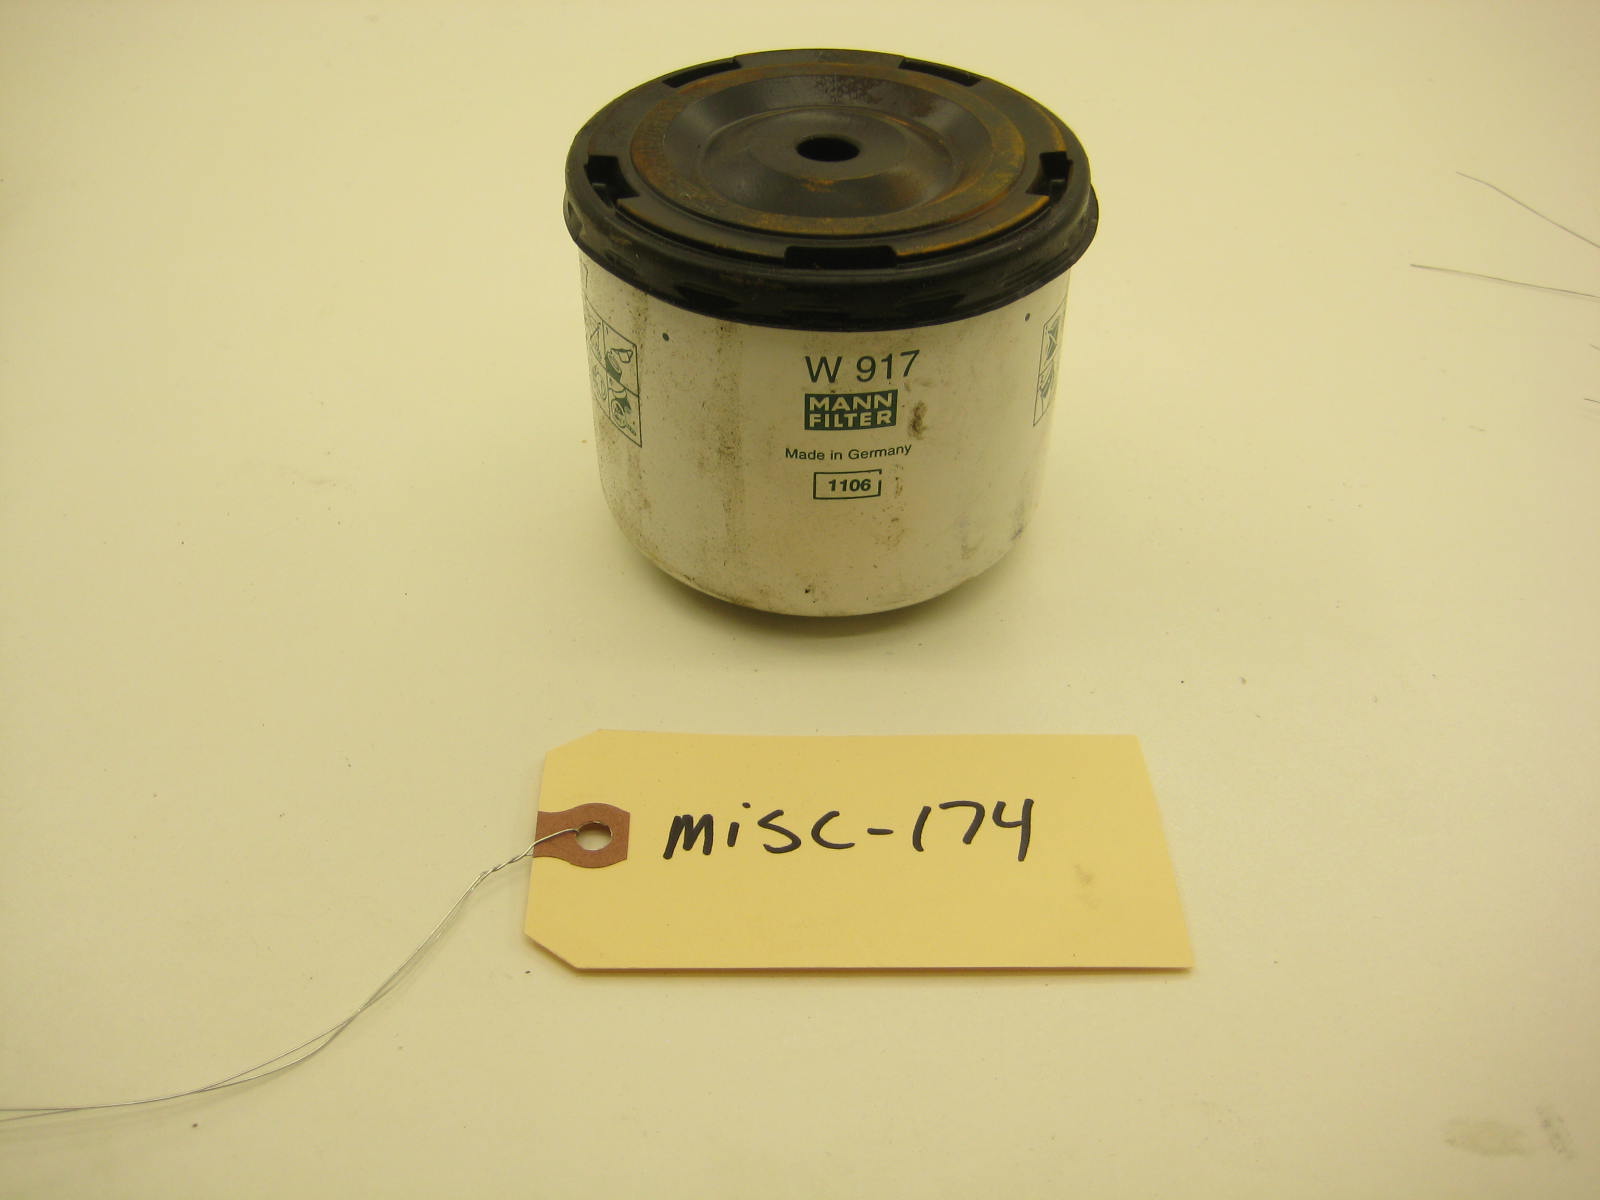 W 917
MANN
FILTER
Made in Germany
1106
MiSC-174